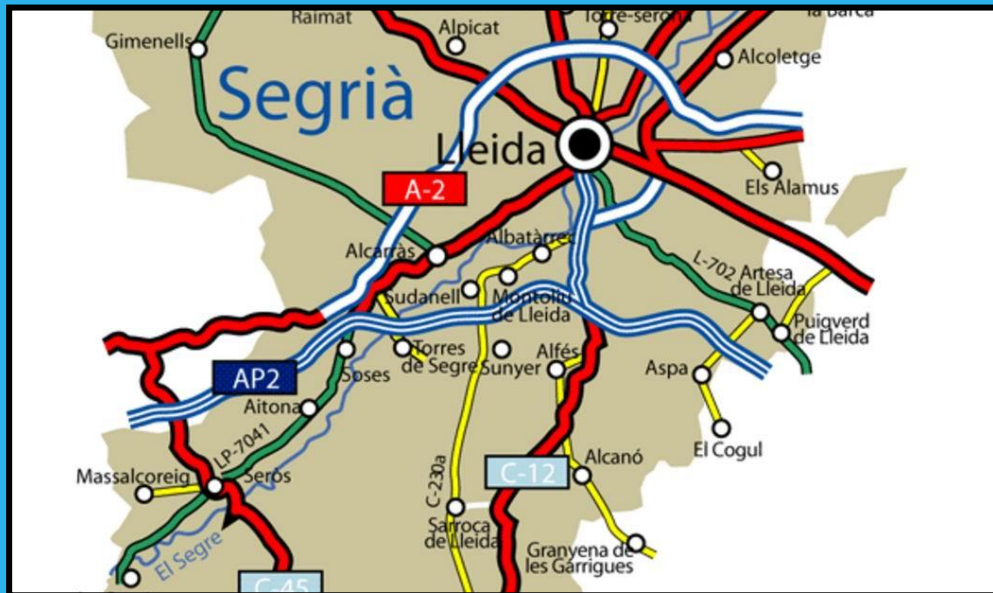 Raimat
Torre-serona
la Barca
Gimenells
Alpicat
Alcoletge
Segrià
Lleida
Els Alamus
A-2
Alcarràs
Albatàrrec
L-702
Artesa
de Lleida
Sudanell
Montoliu
de Lleida
Puigverd
de Lleida
Torres
de Segre
Sunyer
Alfés
Aspa
Soses
AP2
Aitona
El Cogul
LP-7041
Massalcoreig
Seròs
C-230a
C-12
Alcanó
Sarroca
de Lleida
Granyena de
les Garrigues
El Segre
C-45